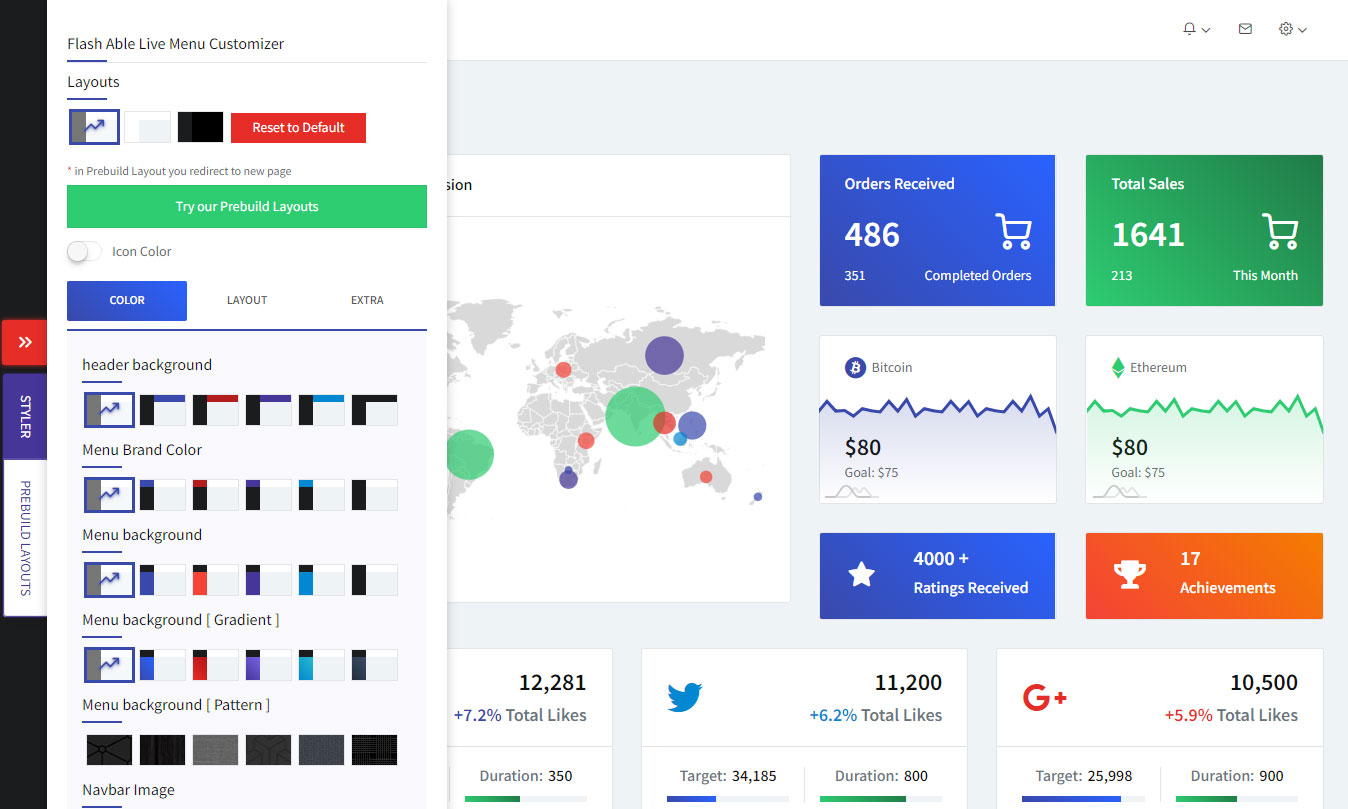 Flash Able Live Menu Customizer
Layouts
Reset to Default
* in Prebuild Layout you redirect to new page
Try our Prebuild Layouts
Icon Color
COLOR
LAYOUT
EXTRA
header background
Menu Brand Color
Menu background
Menu background [ Gradient ]
Menu background [ Pattern ]
Navbar Image
STYLER
PREBUILD LAYOUTS
sion
Orders Received
486
351 Completed Orders
Total Sales
1641
213 This Month
Bitcoin
$80
Goal: $75
Ethereum
$80
Goal: $75
4000 +
Ratings Received
17
Achievements
12,281
+7.2% Total Likes
Duration: 350
11,200
+6.2% Total Likes
Target: 34,185 Duration: 800
G+
10,500
+5.9% Total Likes
Target: 25,998 Duration: 900